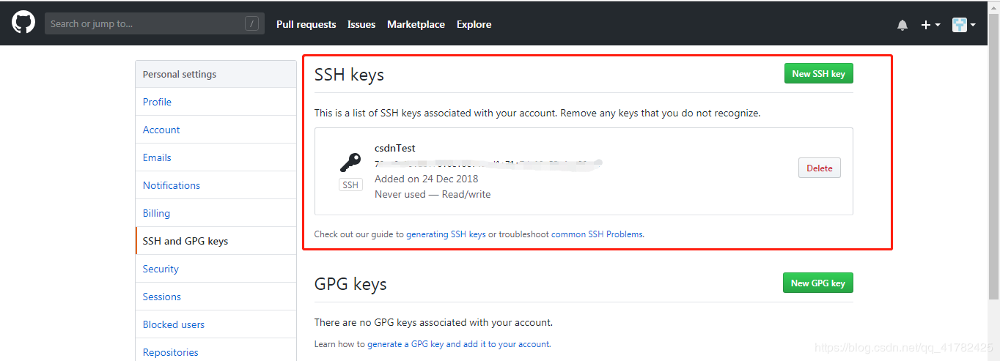 Search or jump to... /
Pull requests Issues Marketplace Explore
Personal settings
Profile
Account
Emails
Notifications
Billing
SSH and GPG keys
Security
Sessions
Blocked users
Repositories
SSH keys
New SSH key
This is a list of SSH keys associated with your account. Remove any keys that you do not recognize.
csdnTest
SSH
Added on 24 Dec 2018
Never used — Read/write
Delete
Check out our guide to generating SSH keys or troubleshoot common SSH Problems.
GPG keys
New GPG key
There are no GPG keys associated with your account.
Learn how to generate a GPG key and add it to your account.
https://blog.csdn.net/qq_41782425